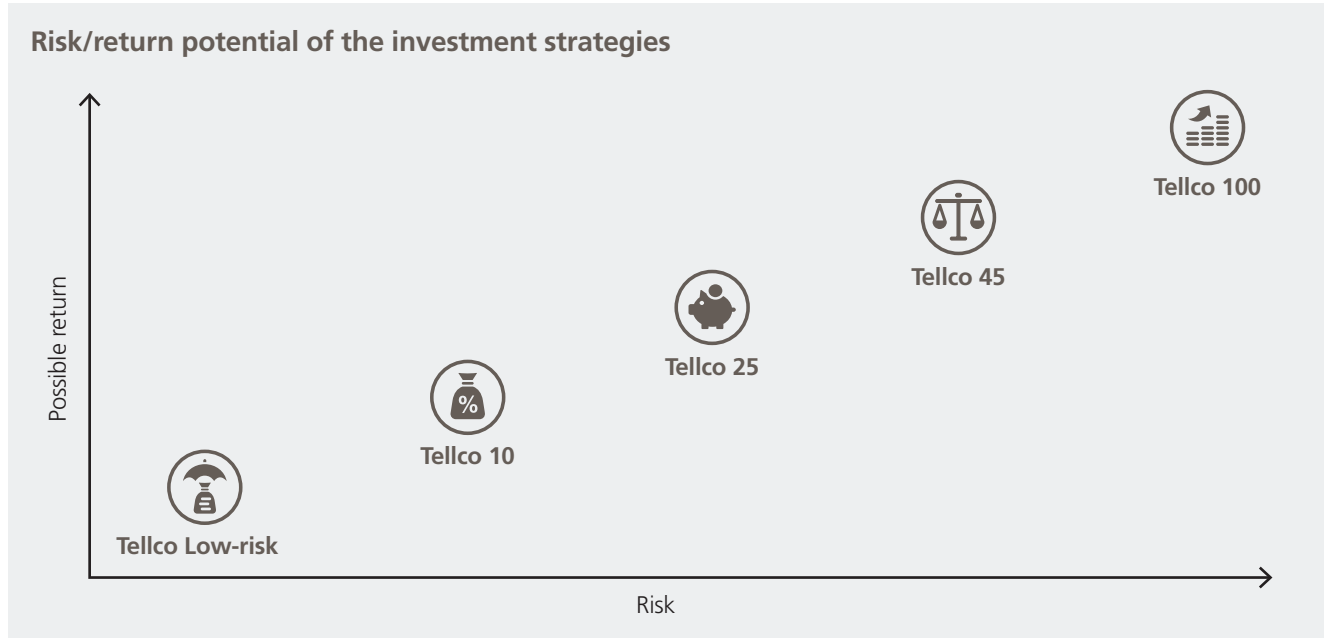 Risk/return potential of the investment strategies
Possible return
Tellco 100
Tellco 45
Tellco 25
%
Tellco 10
Tellco Low-risk
Risk